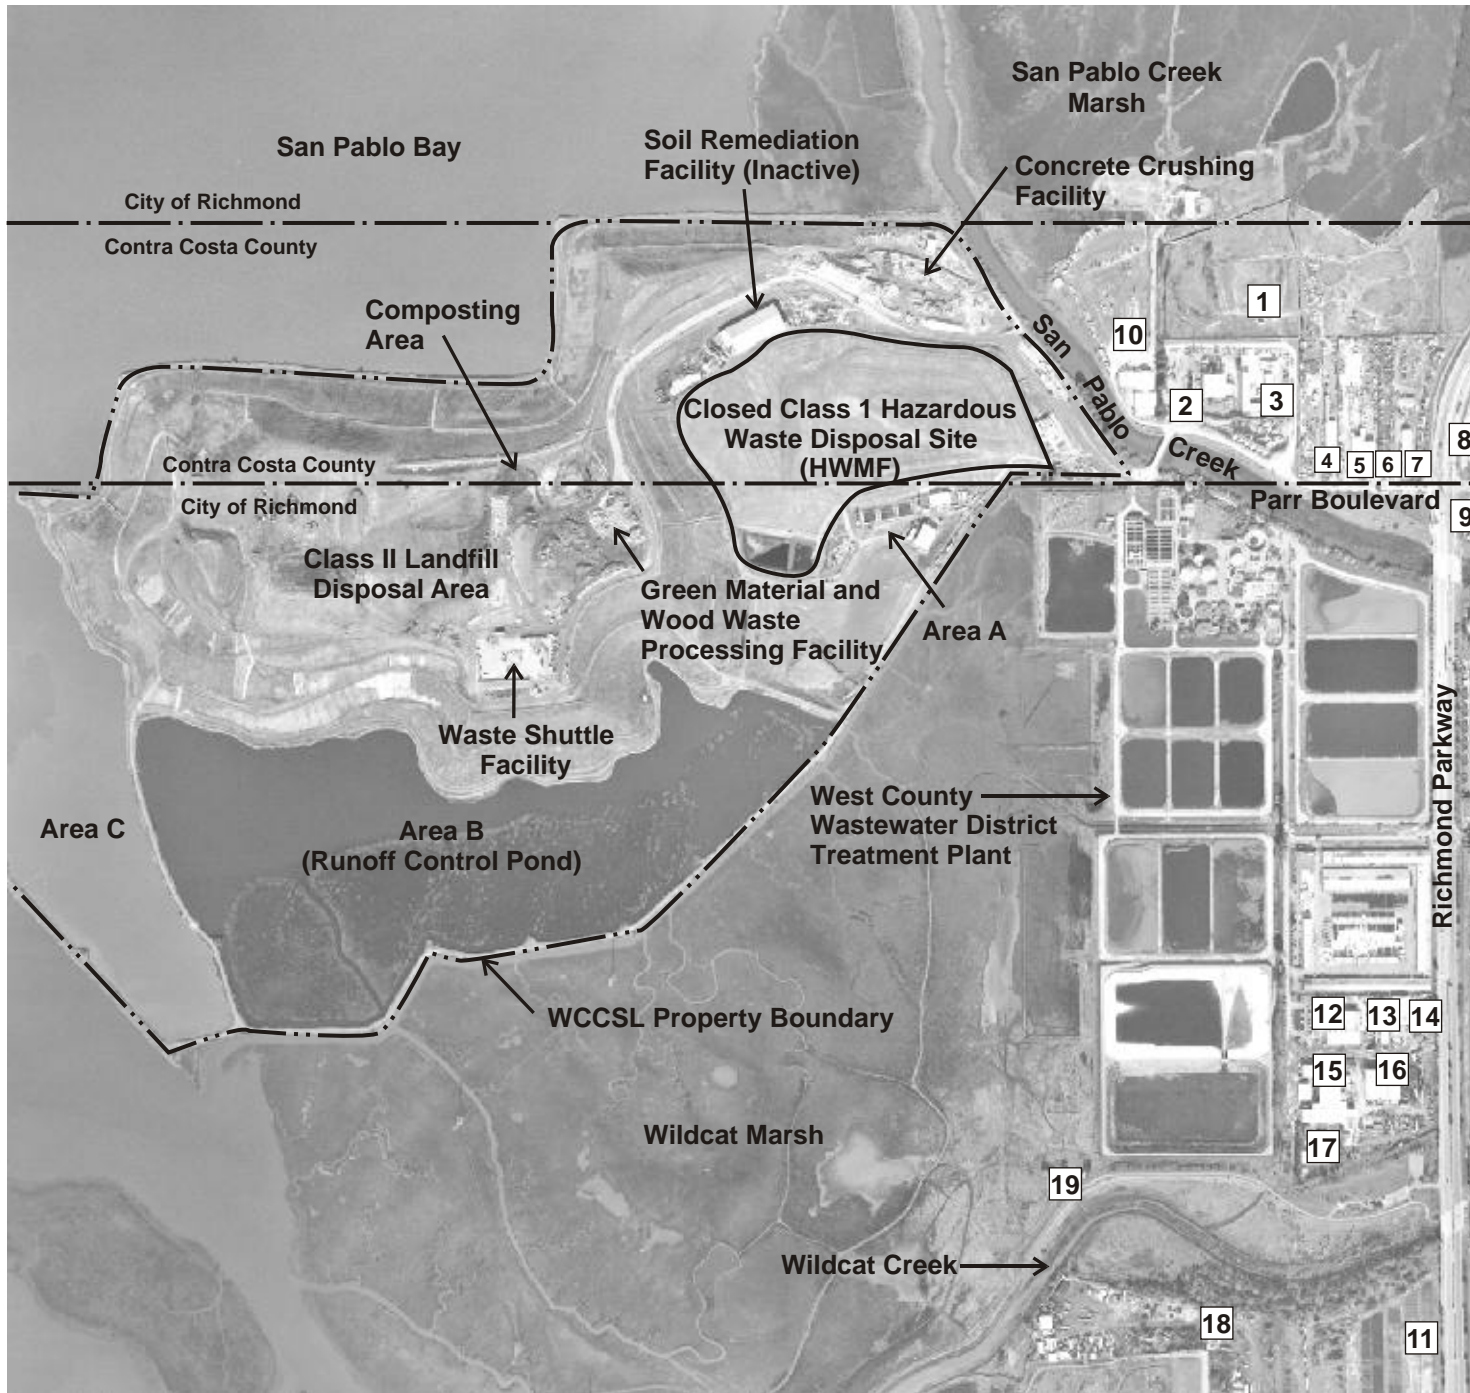 San Pablo Creek
Marsh
San Pablo Bay
Soil Remediation
Facility (Inactive)
Concrete Crushing
Facility
City of Richmond
Contra Costa County
Composting
Area
1
10
San Pablo Creek
2
3
Closed Class 1 Hazardous
Waste Disposal Site
(HWMF)
8
4
5
6
7
Contra Costa County
City of Richmond
Parr Boulevard
9
Class II Landfill
Disposal Area
Green Material and
Wood Waste
Processing Facility
Area A
Waste Shuttle
Facility
Richmond Parkway
West County
Wastewater District
Treatment Plant
Area C
Area B
(Runoff Control Pond)
WCCSL Property Boundary
12
13
14
15
16
Wildcat Marsh
17
19
Wildcat Creek
18
11